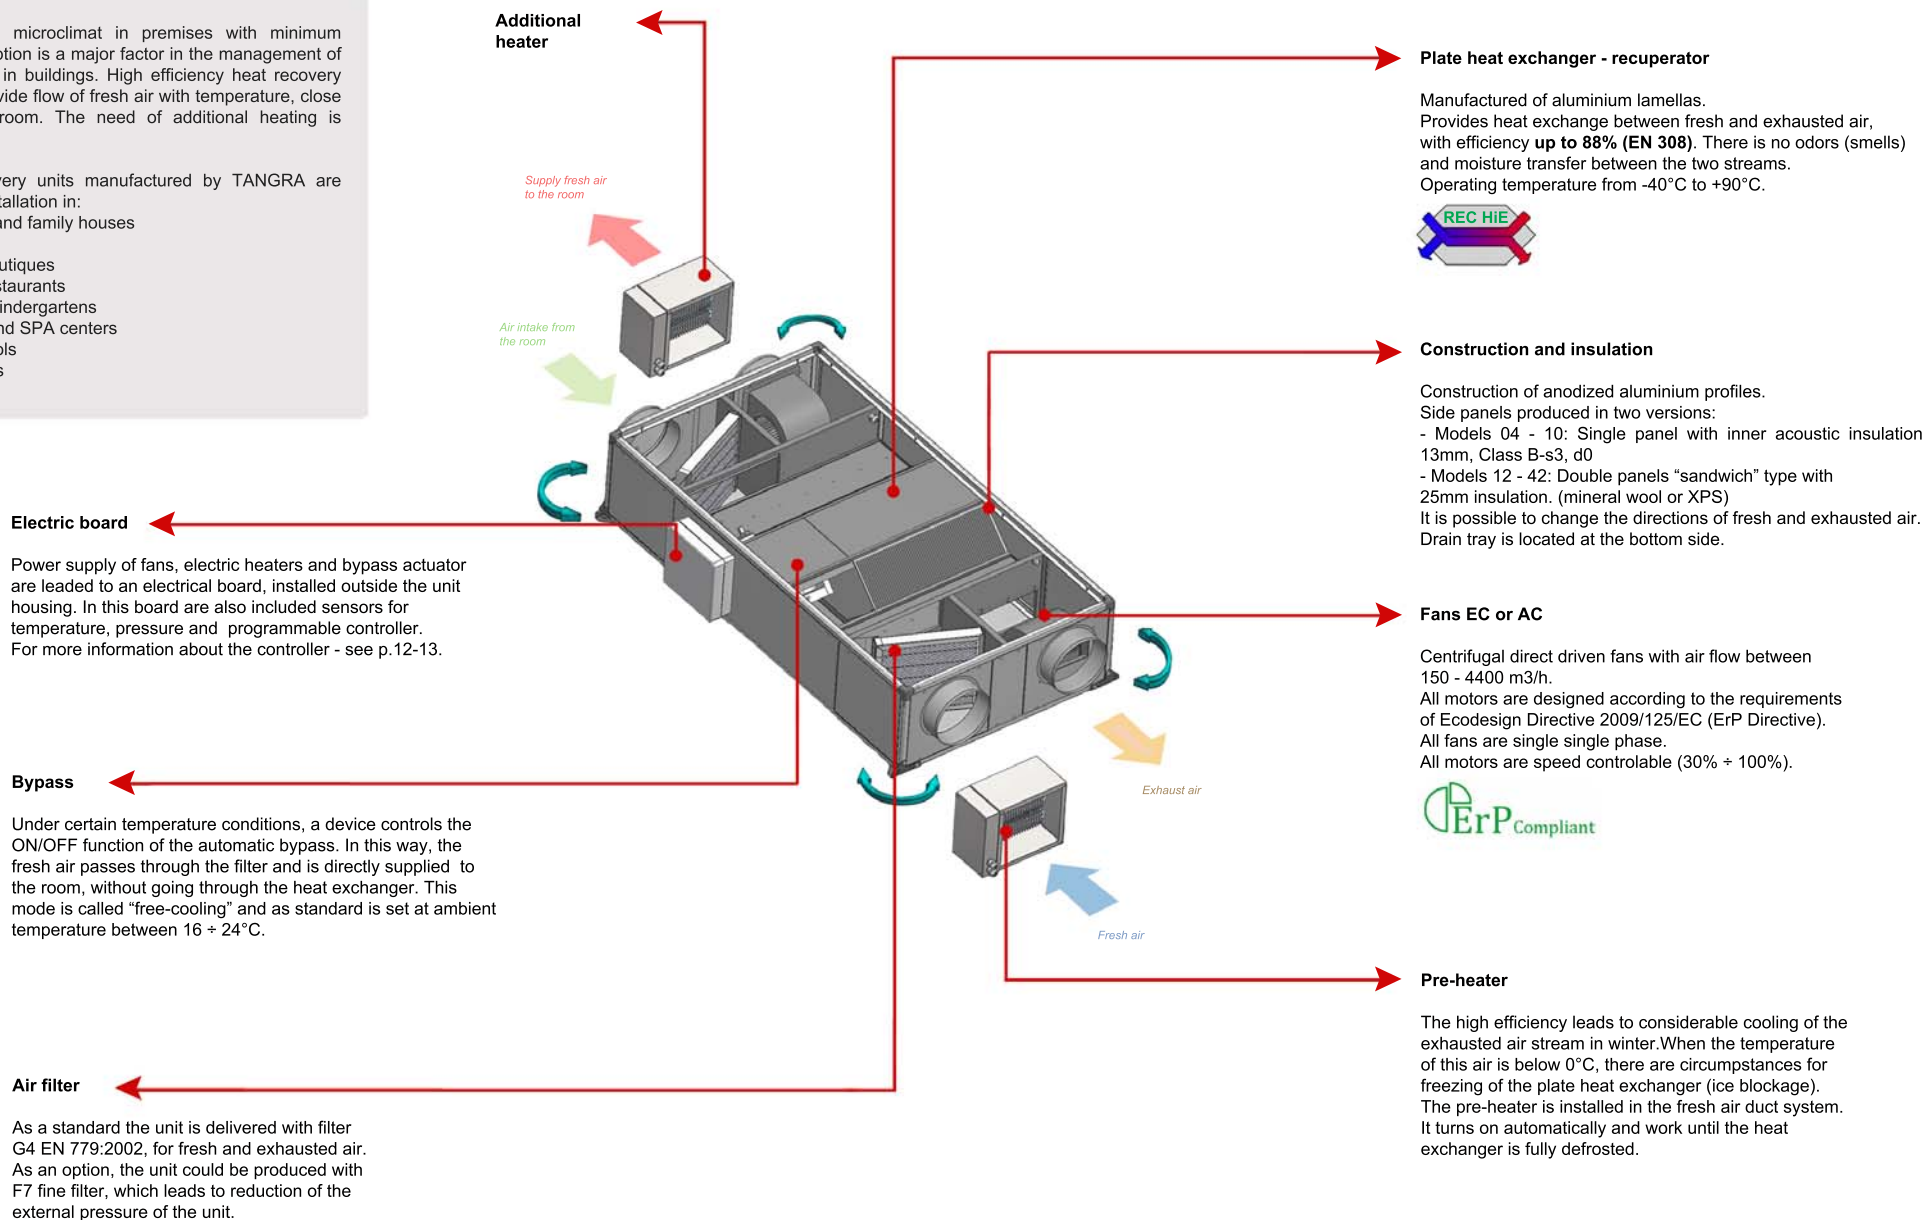 microclimat in premises with minimum
is a major factor in the management of
in buildings. High efficiency heat recovery
flow of fresh air with temperature, close
room. The need of additional heating is
units manufactured by TANGRA are
in:
and family houses
SPA centers
Additional
heater
Supply fresh air
to the room
Air intake from
the room
Electric board
Power supply of fans, electric heaters and bypass actuator
are leaded to an electrical board, installed outside the unit
housing. In this board are also included sensors for
temperature, pressure and programmable controller.
For more information about the controller - see p.12-13.
Bypass
Under certain temperature conditions, a device controls the
ON/OFF function of the automatic bypass. In this way, the
fresh air passes through the filter and is directly supplied to
the room, without going through the heat exchanger. This
mode is called “free-cooling” and as standard is set at ambient
temperature between 16 ÷ 24°C.
Air filter
As a standard the unit is delivered with filter
G4 EN 779:2002, for fresh and exhausted air.
As an option, the unit could be produced with
F7 fine filter, which leads to reduction of the
external pressure of the unit.
Exhaust air
Fresh air
Plate heat exchanger - recuperator
Manufactured of aluminium lamellas.
Provides heat exchange between fresh and exhausted air,
with efficiency up to 88% (EN 308). There is no odors (smells)
and moisture transfer between the two streams.
Operating temperature from -40°C to +90°C.
REC HiE
Construction and insulation
Construction of anodized aluminium profiles.
Side panels produced in two versions:
- Models 04 - 10: Single panel with inner acoustic insulation
13mm, Class B-s3, d0
- Models 12 - 42: Double panels “sandwich” type with
25mm insulation. (mineral wool or XPS)
It is possible to change the directions of fresh and exhausted air.
Drain tray is located at the bottom side.
Fans EC or AC
Centrifugal direct driven fans with air flow between
150 - 4400 m3/h.
All motors are designed according to the requirements
of Ecodesign Directive 2009/125/EC (ErP Directive).
All fans are single single phase.
All motors are speed controlable (30% ÷ 100%).
ErP Compliant
Pre-heater
The high efficiency leads to considerable cooling of the
exhausted air stream in winter.When the temperature
of this air is below 0°C, there are circumpstances for
freezing of the plate heat exchanger (ice blockage).
The pre-heater is installed in the fresh air duct system.
It turns on automatically and work until the heat
exchanger is fully defrosted.